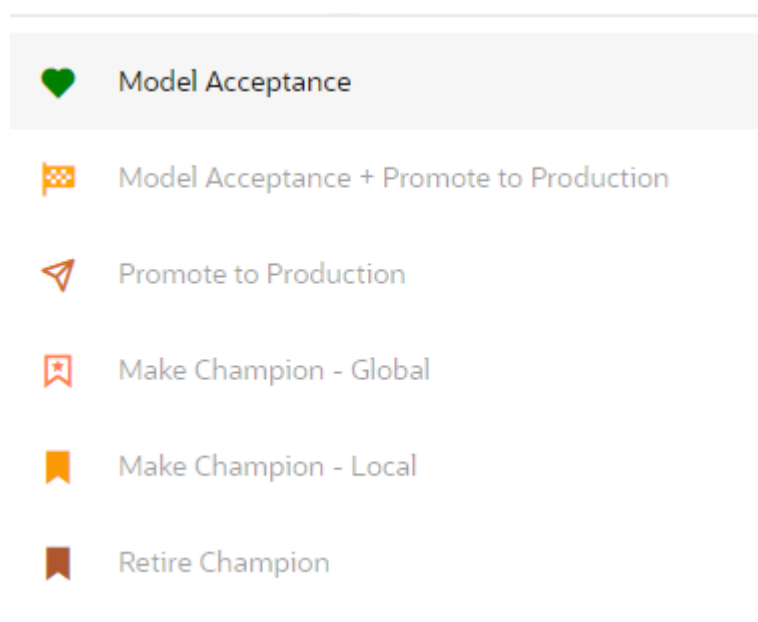 Model Acceptance
Model Acceptance + Promote to Production
Promote to Production
Make Champion - Global
Make Champion - Local
Retire Champion